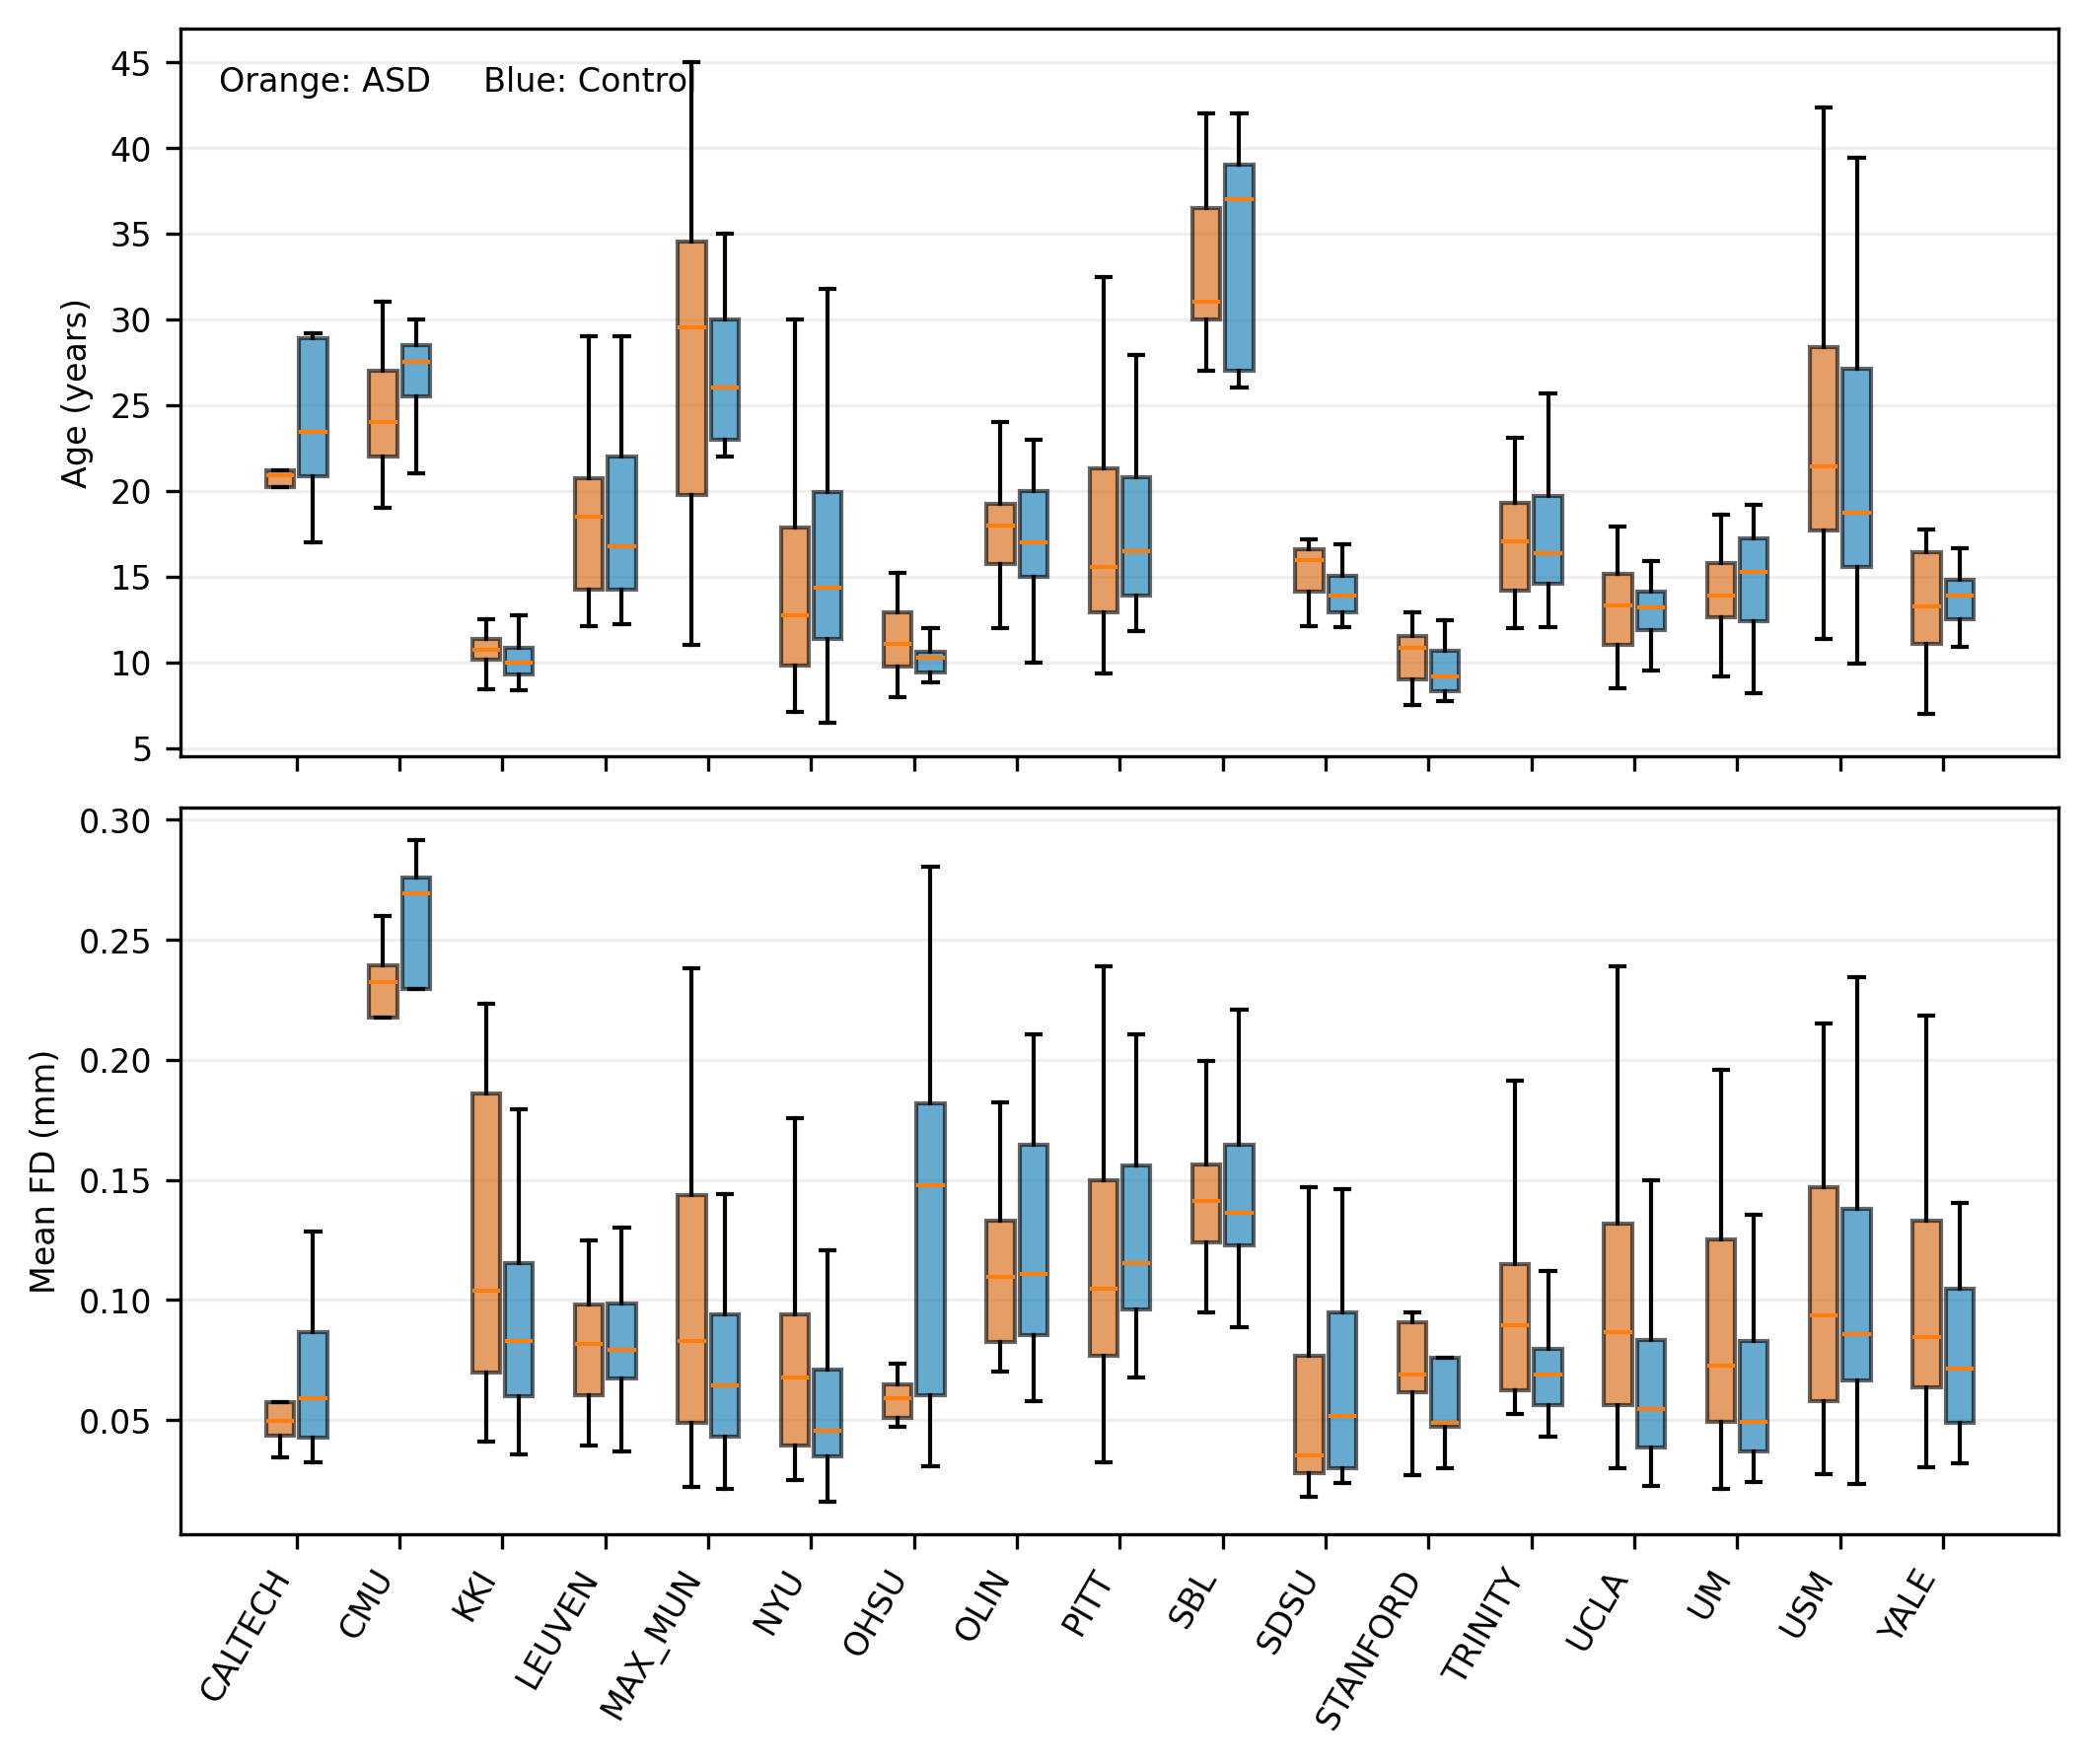 Orange: ASD Blue: Control
Age (years)
45
40
35
30
25
20
15
10
5
Mean FD (mm)
0.30
0.25
0.20
0.15
0.10
0.05
CALTECH
CMU
KKI
LEUVEN
MAX_MUN
NYU
OHSU
OLIN
PITT
SBL
SDSU
STANFORD
TRINITY
UCLA
UM
USM
YALE